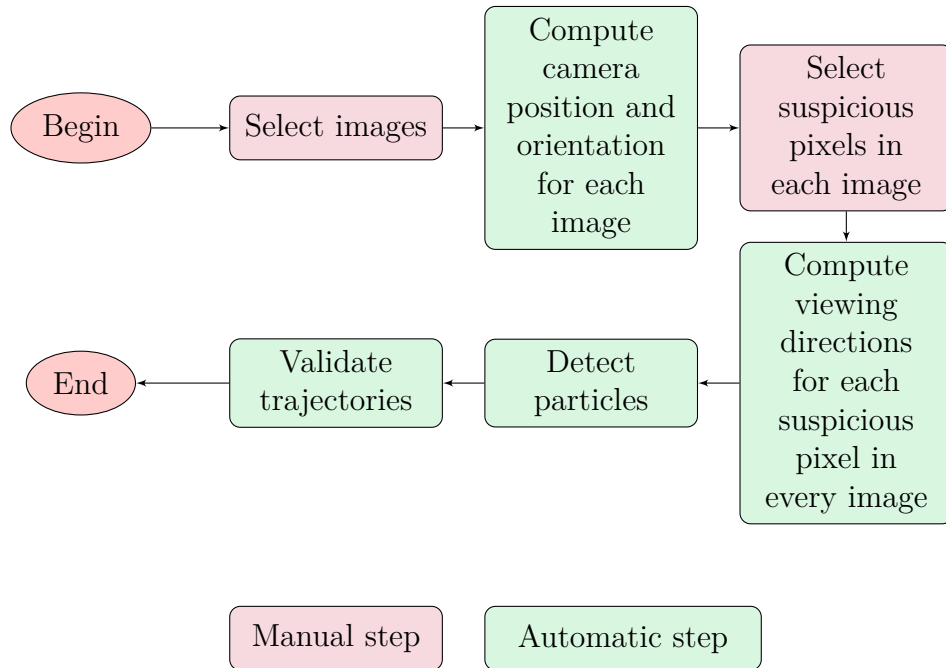 Begin
Select images
Compute
camera
position and
orientation
for each
image
Select
suspicious
pixels in
each image
Compute
viewing
directions
for each
suspicious
pixel in
every image
Detect
particles
Validate
trajectories
End
Manual step
Automatic step